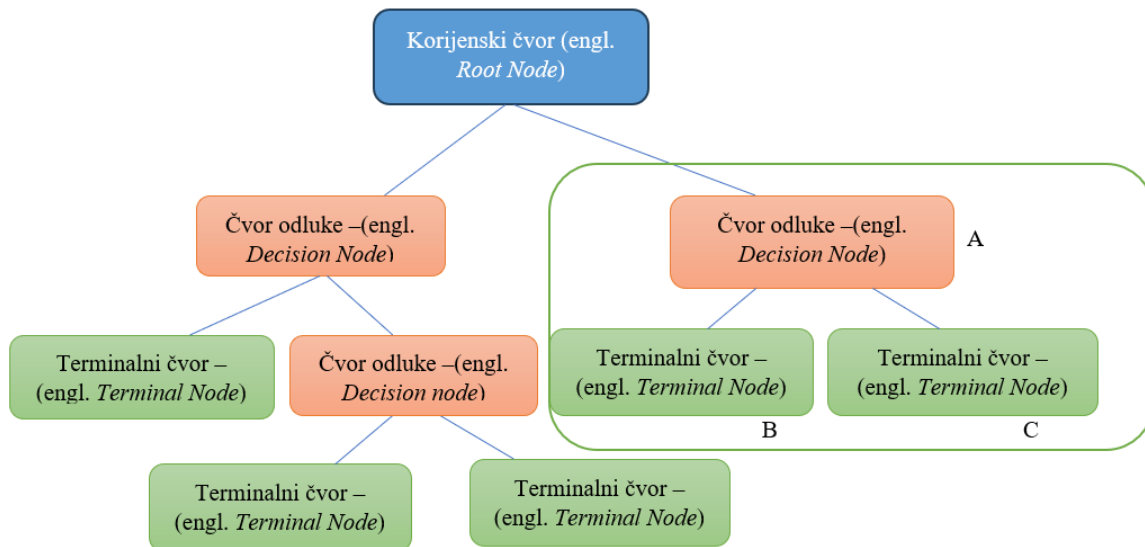 Korijenski čvor (engl.
Root Node)
Čvor odluke –(engl.
Decision Node)
Čvor odluke –(engl.
Decision Node)
A
Terminalni čvor –
(engl. Terminal Node)
Čvor odluke –(engl.
Decision node)
Terminalni čvor –
(engl. Terminal Node)
Terminalni čvor –
(engl. Terminal Node)
B
C
Terminalni čvor –
(engl. Terminal Node)
Terminalni čvor –
(engl. Terminal Node)